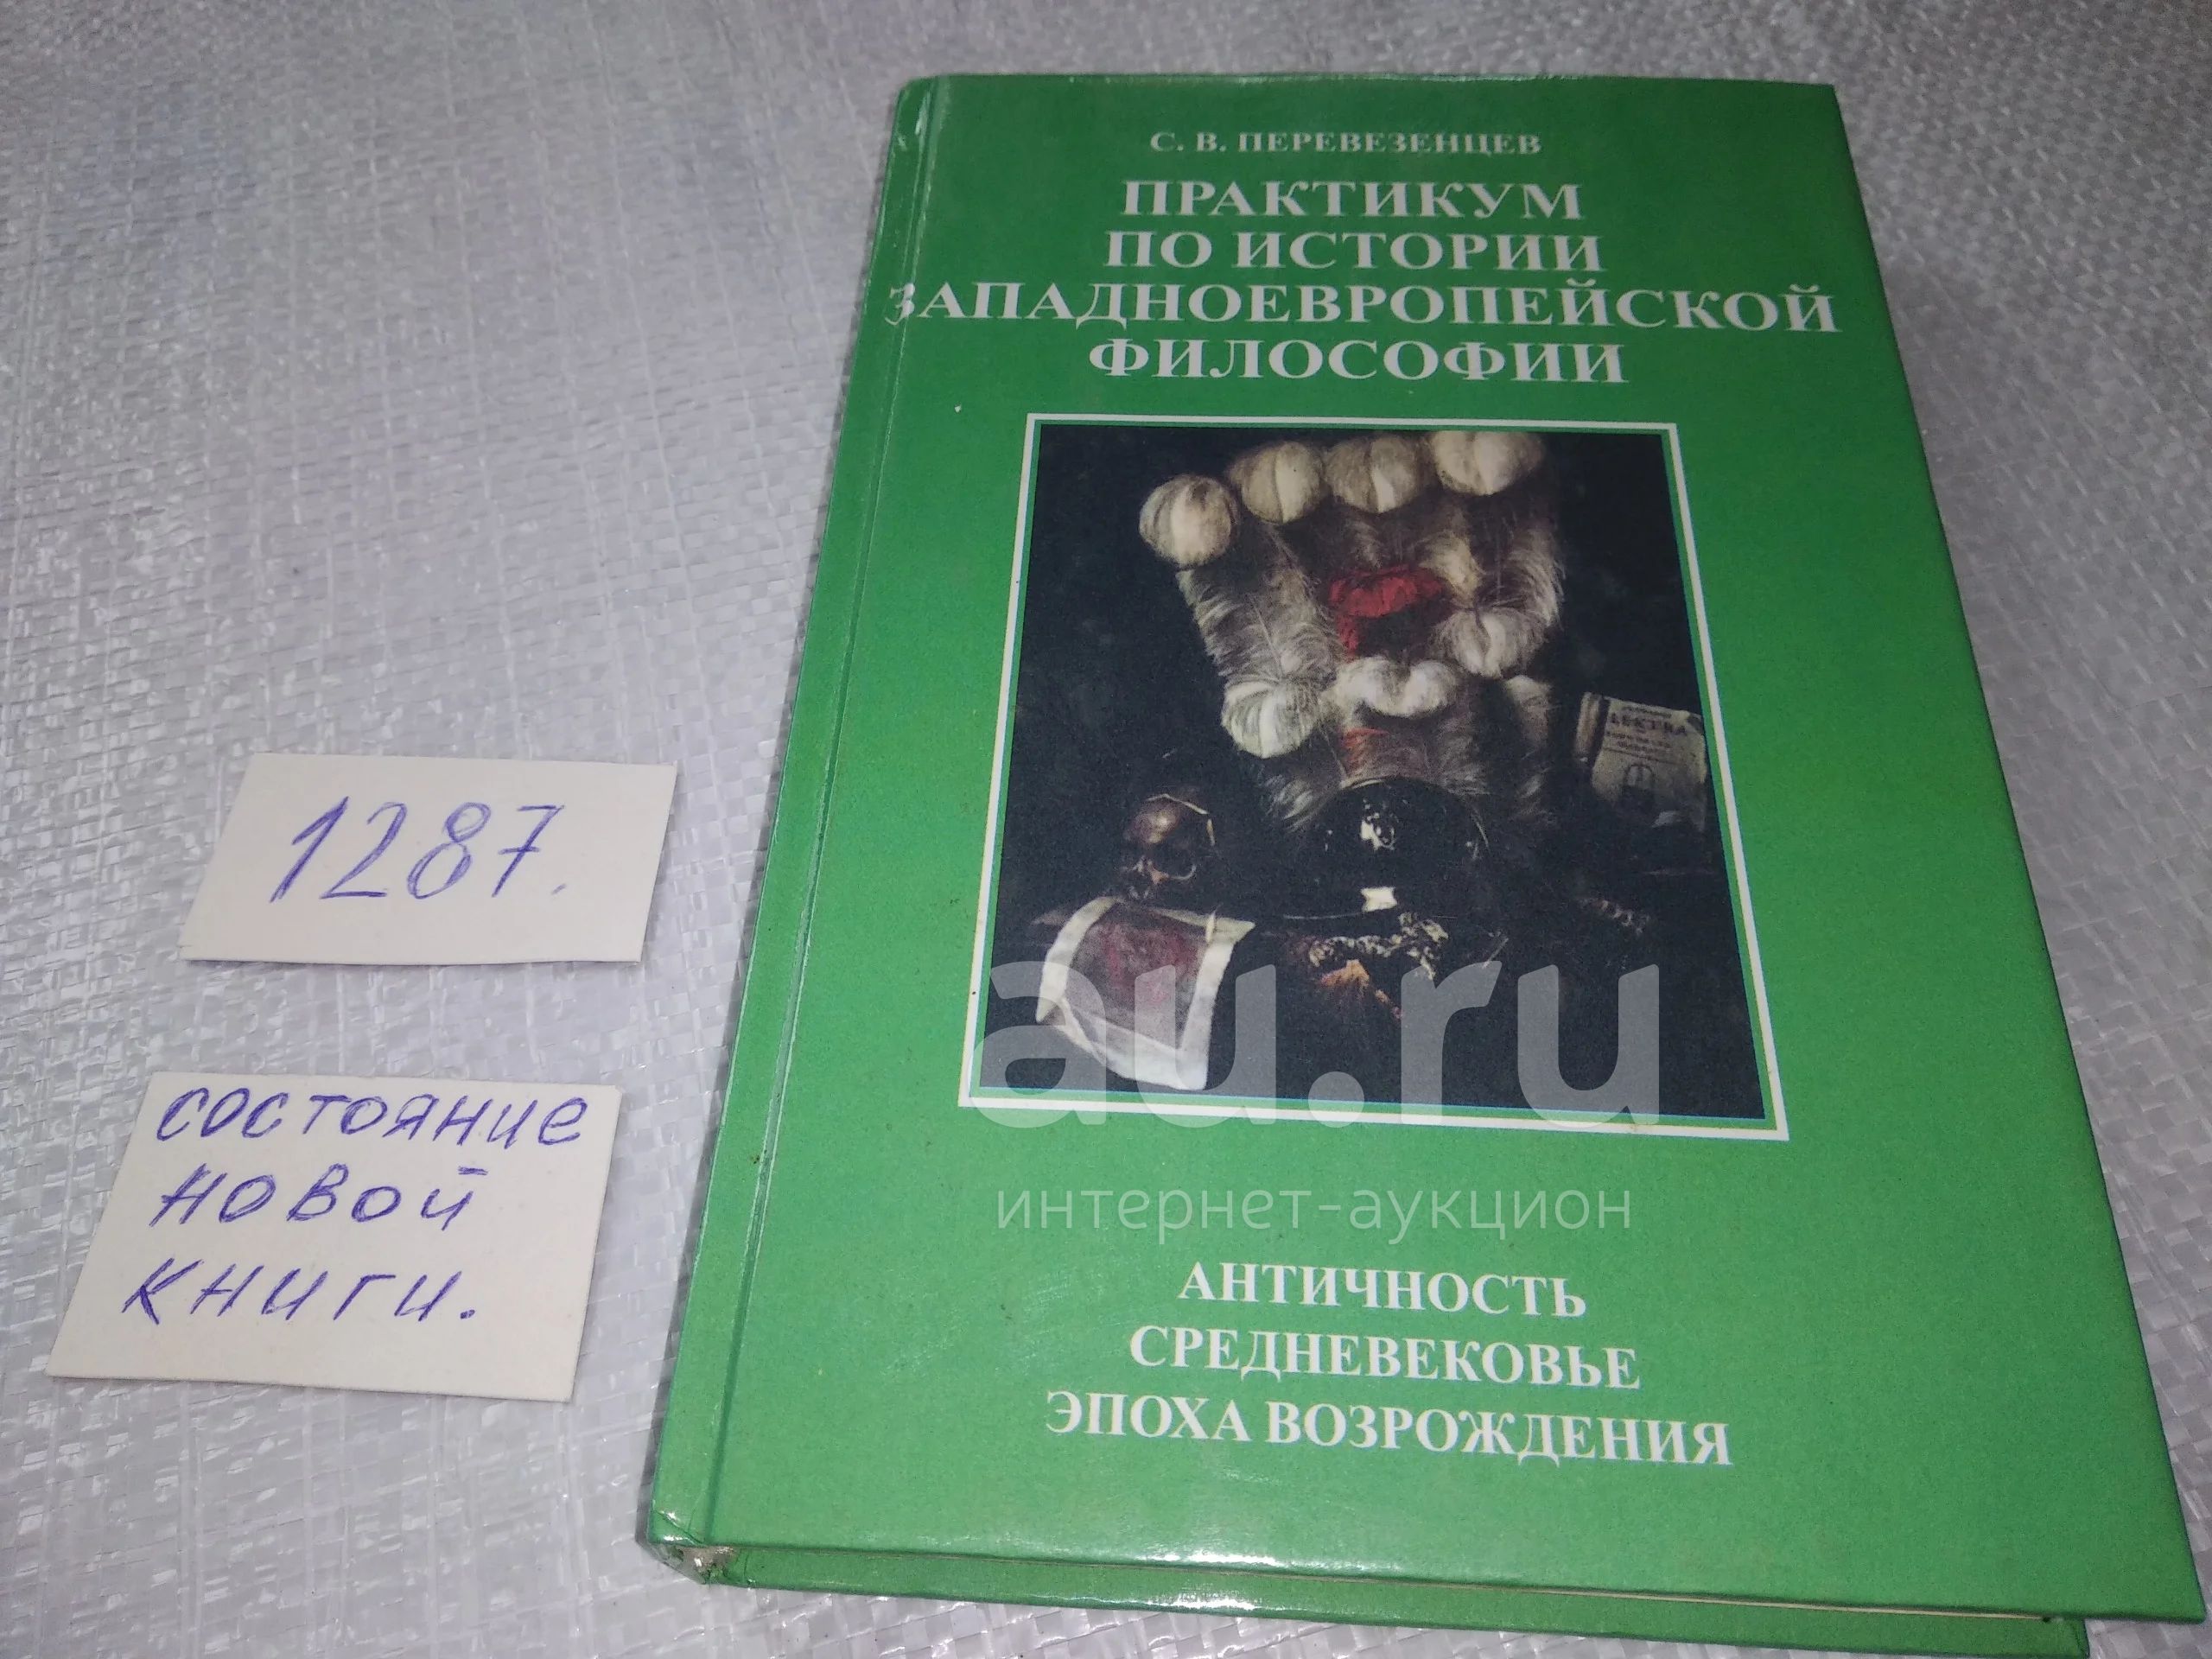 С. В. ПЕРЕВЕЗЕНЦЕВ
ПРАКТИКУМ
ПО ИСТОРИИ
ЗАПАДНОЕВРОПЕЙСКОЙ
ФИЛОСОФИИ
1287.
состояние
новой
книги.
au.ru
интернет-аукцион
АНТИЧНОСТЬ
СРЕДНЕВЕКОВЬЕ
ЭПОХА ВОЗРОЖДЕНИЯ